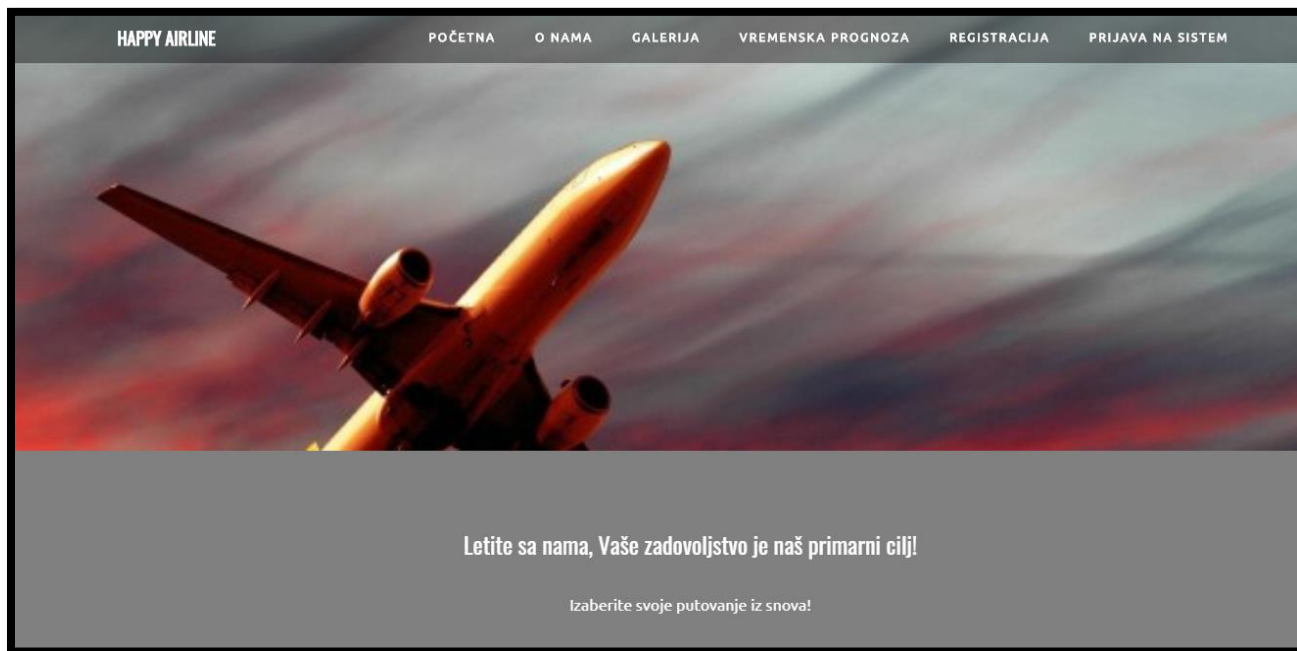 HAPPY AIRLINE
POČETNA O NAMA GALERIJA VREMENSKA PROGNOZA REGISTRACIJA PRIJAVA NA SISTEM
Letite sa nama, Vaše zadovoljstvo je naš primarni cilj!
Izaberite svoje putovanje iz snova!